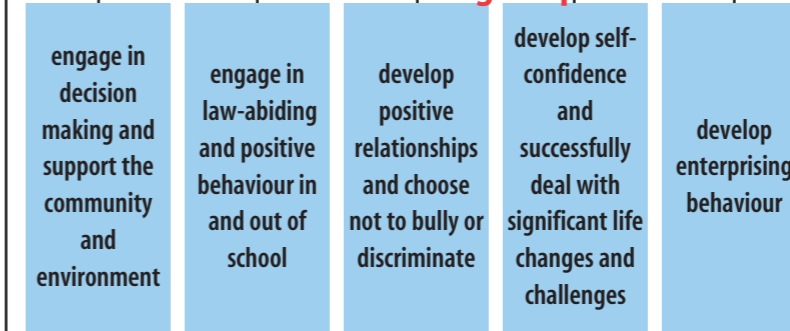 engage in
decision
making and
support the
community
and
environment
engage in
law-abiding
and positive
behaviour in
and out of
school
develop
positive
relationships
and choose
not to bully or
discriminate
develop self-
confidence
and
successfully
deal with
significant life
changes and
challenges
develop
enterprising
behaviour